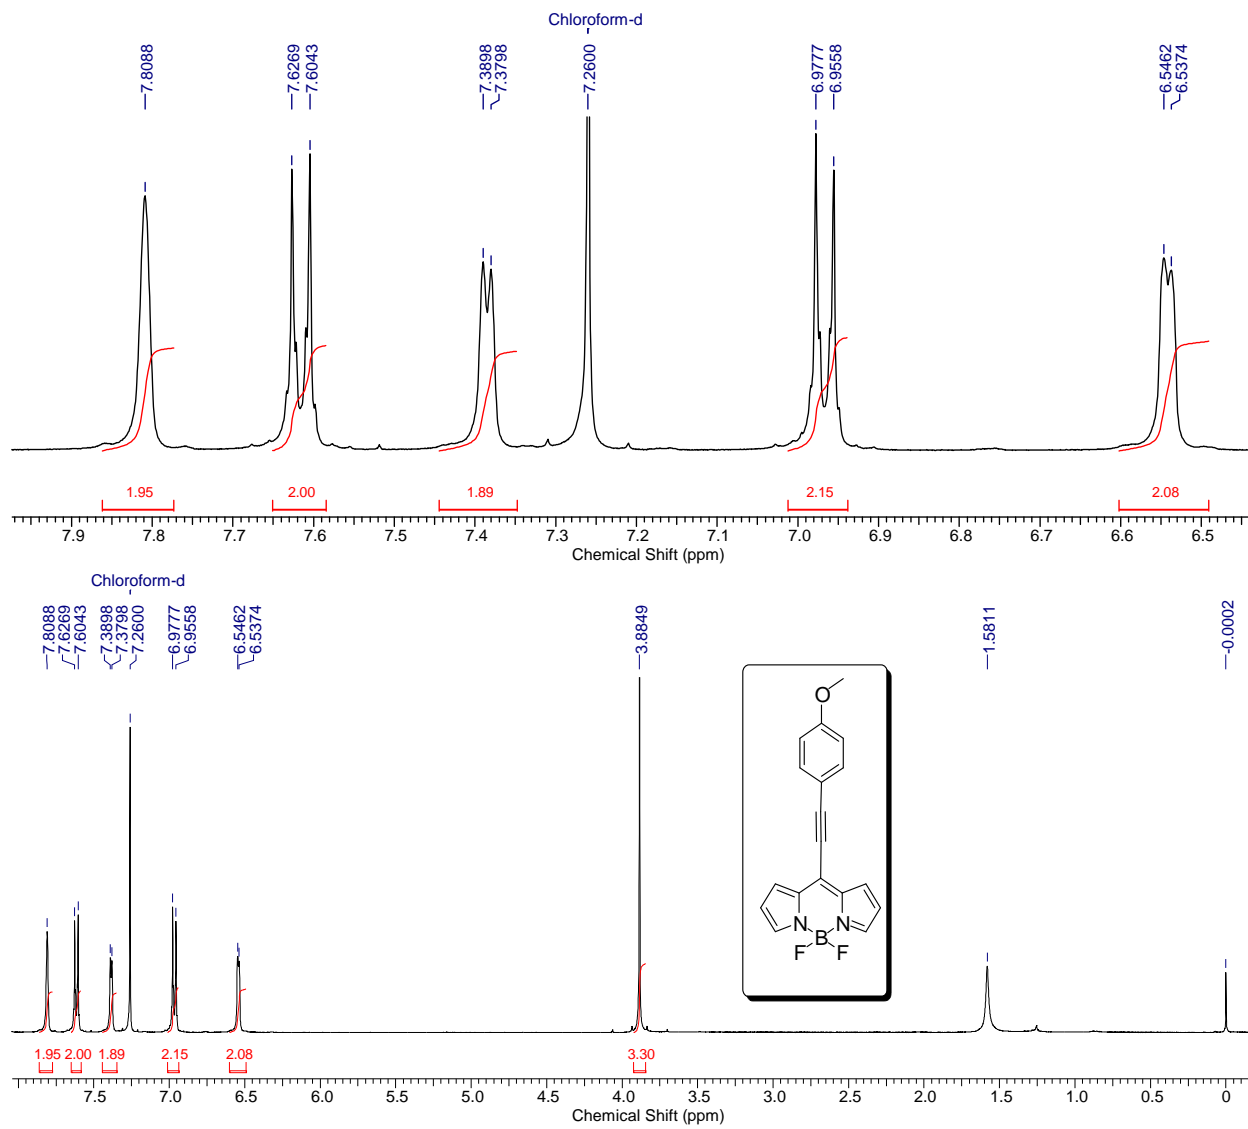 Chloroform-d
7.8088
7.6269
7.6043
7.3898
7.3798
7.2600
6.9777
6.9558
6.5462
6.5374
1.95
2.00
1.89
2.15
2.08
7.9 7.8 7.7 7.6 7.5 7.4 7.3 7.2 7.1 7.0 6.9 6.8 6.7 6.6 6.5
Chemical Shift (ppm)
Chloroform-d
7.8088
7.6269
7.6043
7.3898
7.3798
7.2600
6.9777
6.9558
6.5462
6.5374
3.8849
1.5811
-0.0002
O
N N
B
F F
1.95 2.00 1.89 2.15 2.08 3.30
7.5 7.0 6.5 6.0 5.5 5.0 4.5 4.0 3.5 3.0 2.5 2.0 1.5 1.0 0.5 0
Chemical Shift (ppm)